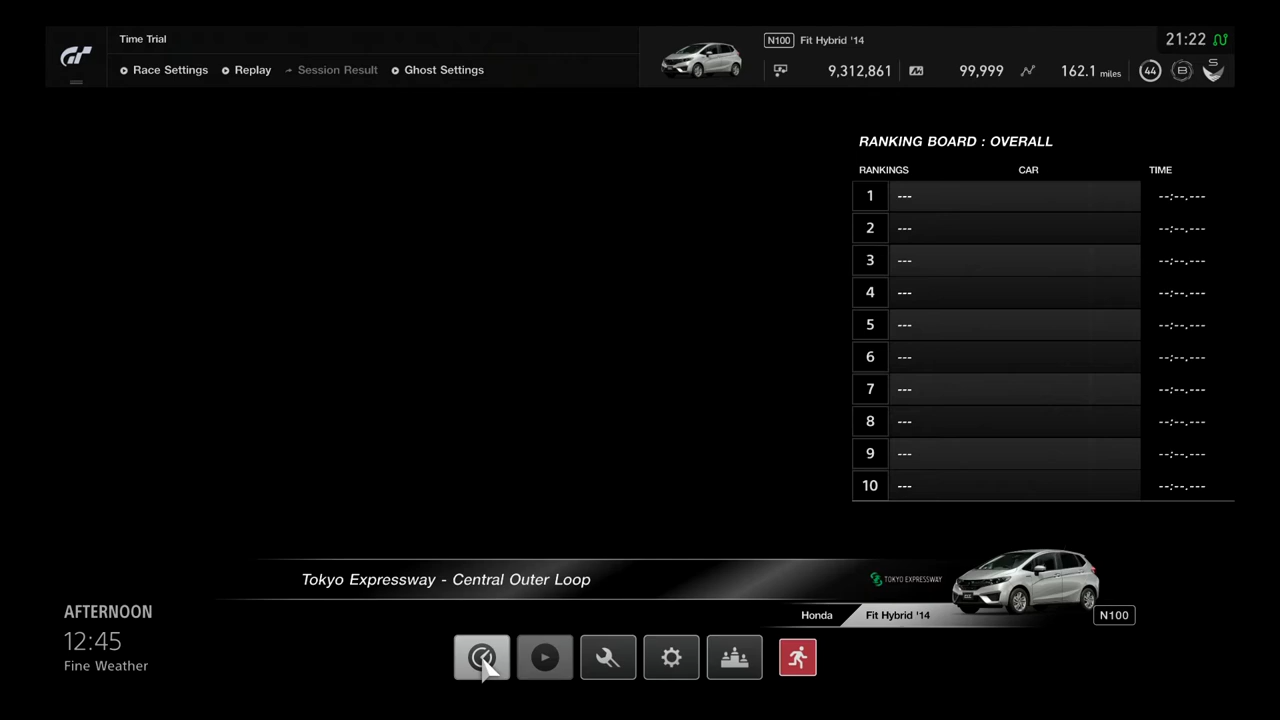 Time Trial
Race Settings Replay Session Result Ghost Settings
N100 Fit Hybrid '14
9,312,861 99,999 162.1 miles 44 B S
21:22
RANKING BOARD : OVERALL
RANKINGS CAR TIME
1 --- --:--.---
2 --- --:--.---
3 --- --:--.---
4 --- --:--.---
5 --- --:--.---
6 --- --:--.---
7 --- --:--.---
8 --- --:--.---
9 --- --:--.---
10 --- --:--.---
Tokyo Expressway - Central Outer Loop
TOKYO EXPRESSWAY
Honda Fit Hybrid '14 N100
AFTERNOON
12:45
Fine Weather